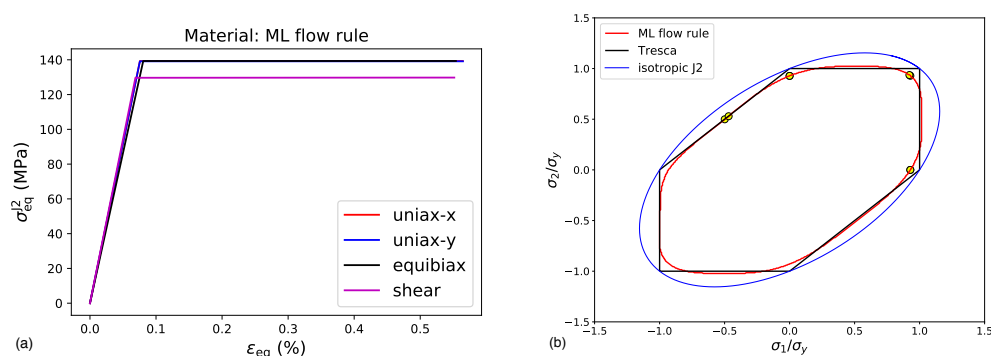 Material: ML flow rule
140
120
100
80
60
40
20
0
σ_eq^J2 (MPa)
0.0 0.1 0.2 0.3 0.4 0.5
ε_eq (%)
uniax-x
uniax-y
equibiax
shear
(a)
1.5
1.0
0.5
0.0
−0.5
−1.0
−1.5
σ₂/σ_y
−1.5 −1.0 −0.5 0.0 0.5 1.0 1.5
σ₁/σ_y
ML flow rule
Tresca
isotropic J2
(b)